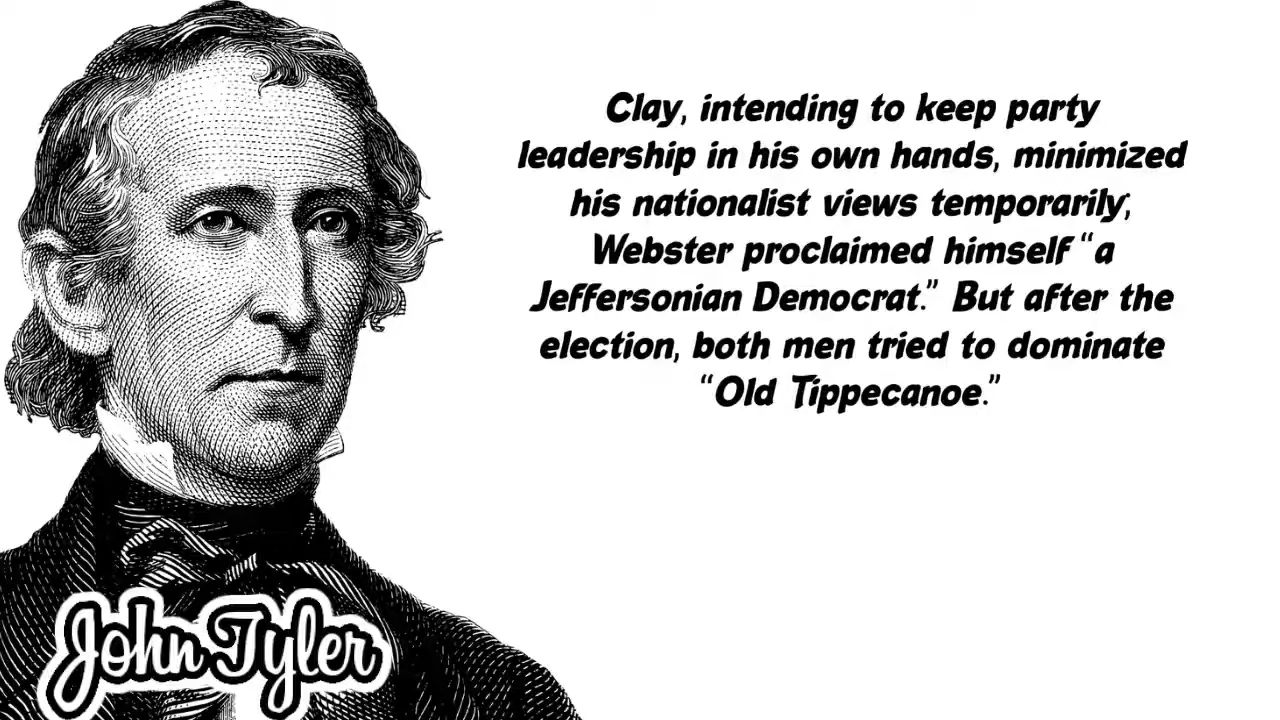 Clay, intending to keep party
leadership in his own hands, minimized
his nationalist views temporarily;
Webster proclaimed himself “a
Jeffersonian Democrat.” But after the
election, both men tried to dominate
“Old Tippecanoe.”
John Tyler